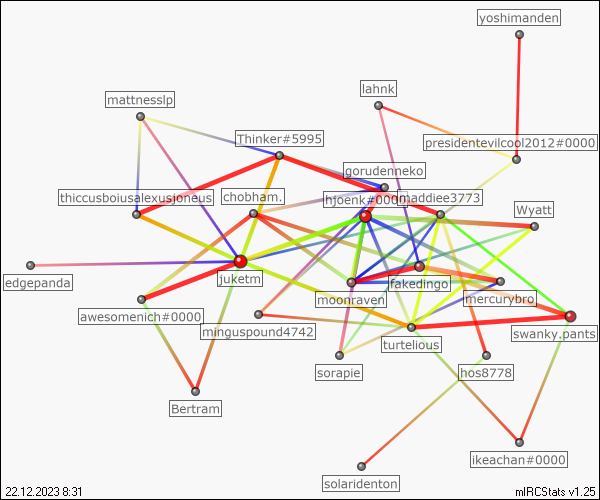 yoshimanden
lahnk
mattnesslp
Thinker#5995
presidentevilcool2012#0000
gorudenneko
thiccusboiusalexusjoneus
chobham.
hjoenk#0000
maddiee3773
Wyatt
edgepanda
juketm
moonraven
fakedingo
mercurybro
awesomenich#0000
minguspound4742
turtelious
swanky.pants
sorapie
hos8778
Bertram
ikeachan#0000
solaridenton
22.12.2023 8:31
mIRCStats v1.25